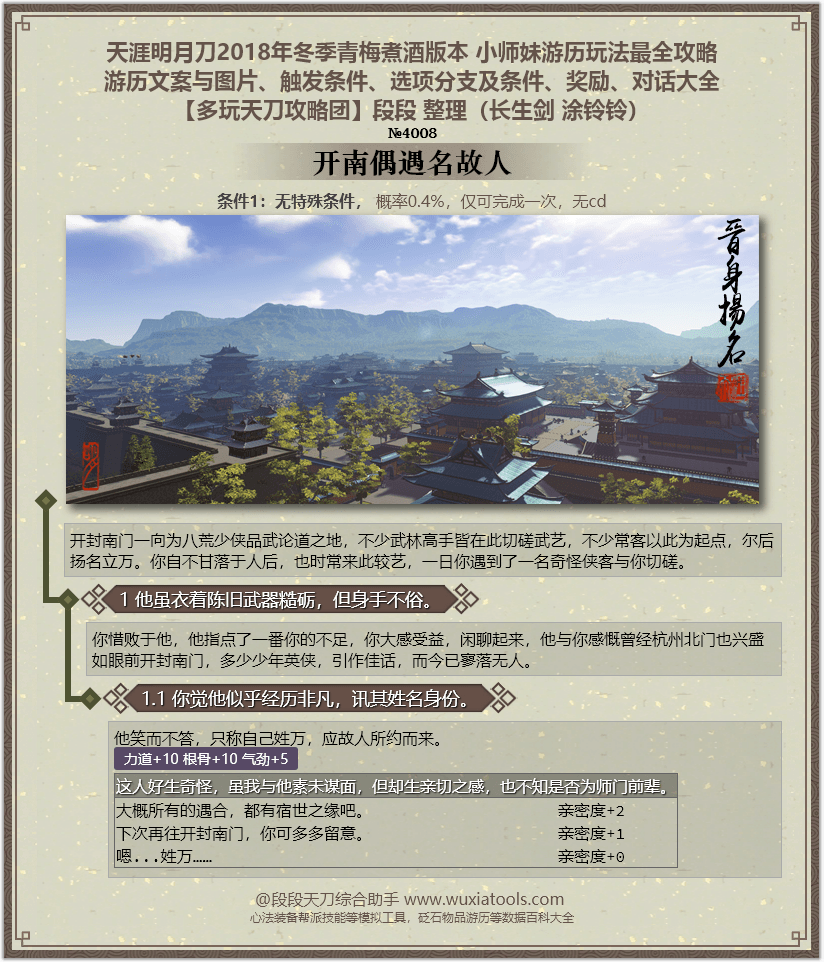 天涯明月刀2018年冬季青梅煮酒版本 小师妹游历玩法最全攻略
游历文案与图片、触发条件、选项分支及条件、奖励、对话大全
【多玩天刀攻略团】段段 整理（长生剑 涂铃铃）
№4008
开南偶遇名故人
条件1：无特殊条件， 概率0.4%，仅可完成一次，无cd
晋身揚名
开封南门一向为八荒少侠品武论道之地，不少武林高手皆在此切磋武艺，不少常客以此为起点，尔后
扬名立万。你自不甘落于人后，也时常来此较艺，一日你遇到了一名奇怪侠客与你切磋。
1 他虽衣着陈旧武器糙砺，但身手不俗。
你惜败于他，他指点了一番你的不足，你大感受益，闲聊起来，他与你感慨曾经杭州北门也兴盛
如眼前开封南门，多少少年英侠，引作佳话，而今已寥落无人。
1.1 你觉他似乎经历非凡，讯其姓名身份。
他笑而不答，只称自己姓万，应故人所约而来。
力道+10 根骨+10 气劲+5
这人好生奇怪，虽我与他素未谋面，但却生亲切之感，也不知是否为师门前辈。
大概所有的遇合，都有宿世之缘吧。 亲密度+2
下次再往开封南门，你可多多留意。 亲密度+1
嗯...姓万…… 亲密度+0
@段段天刀综合助手 www.wuxiatools.com
心法装备帮派技能等模拟工具，砭石物品游历等数据百科大全